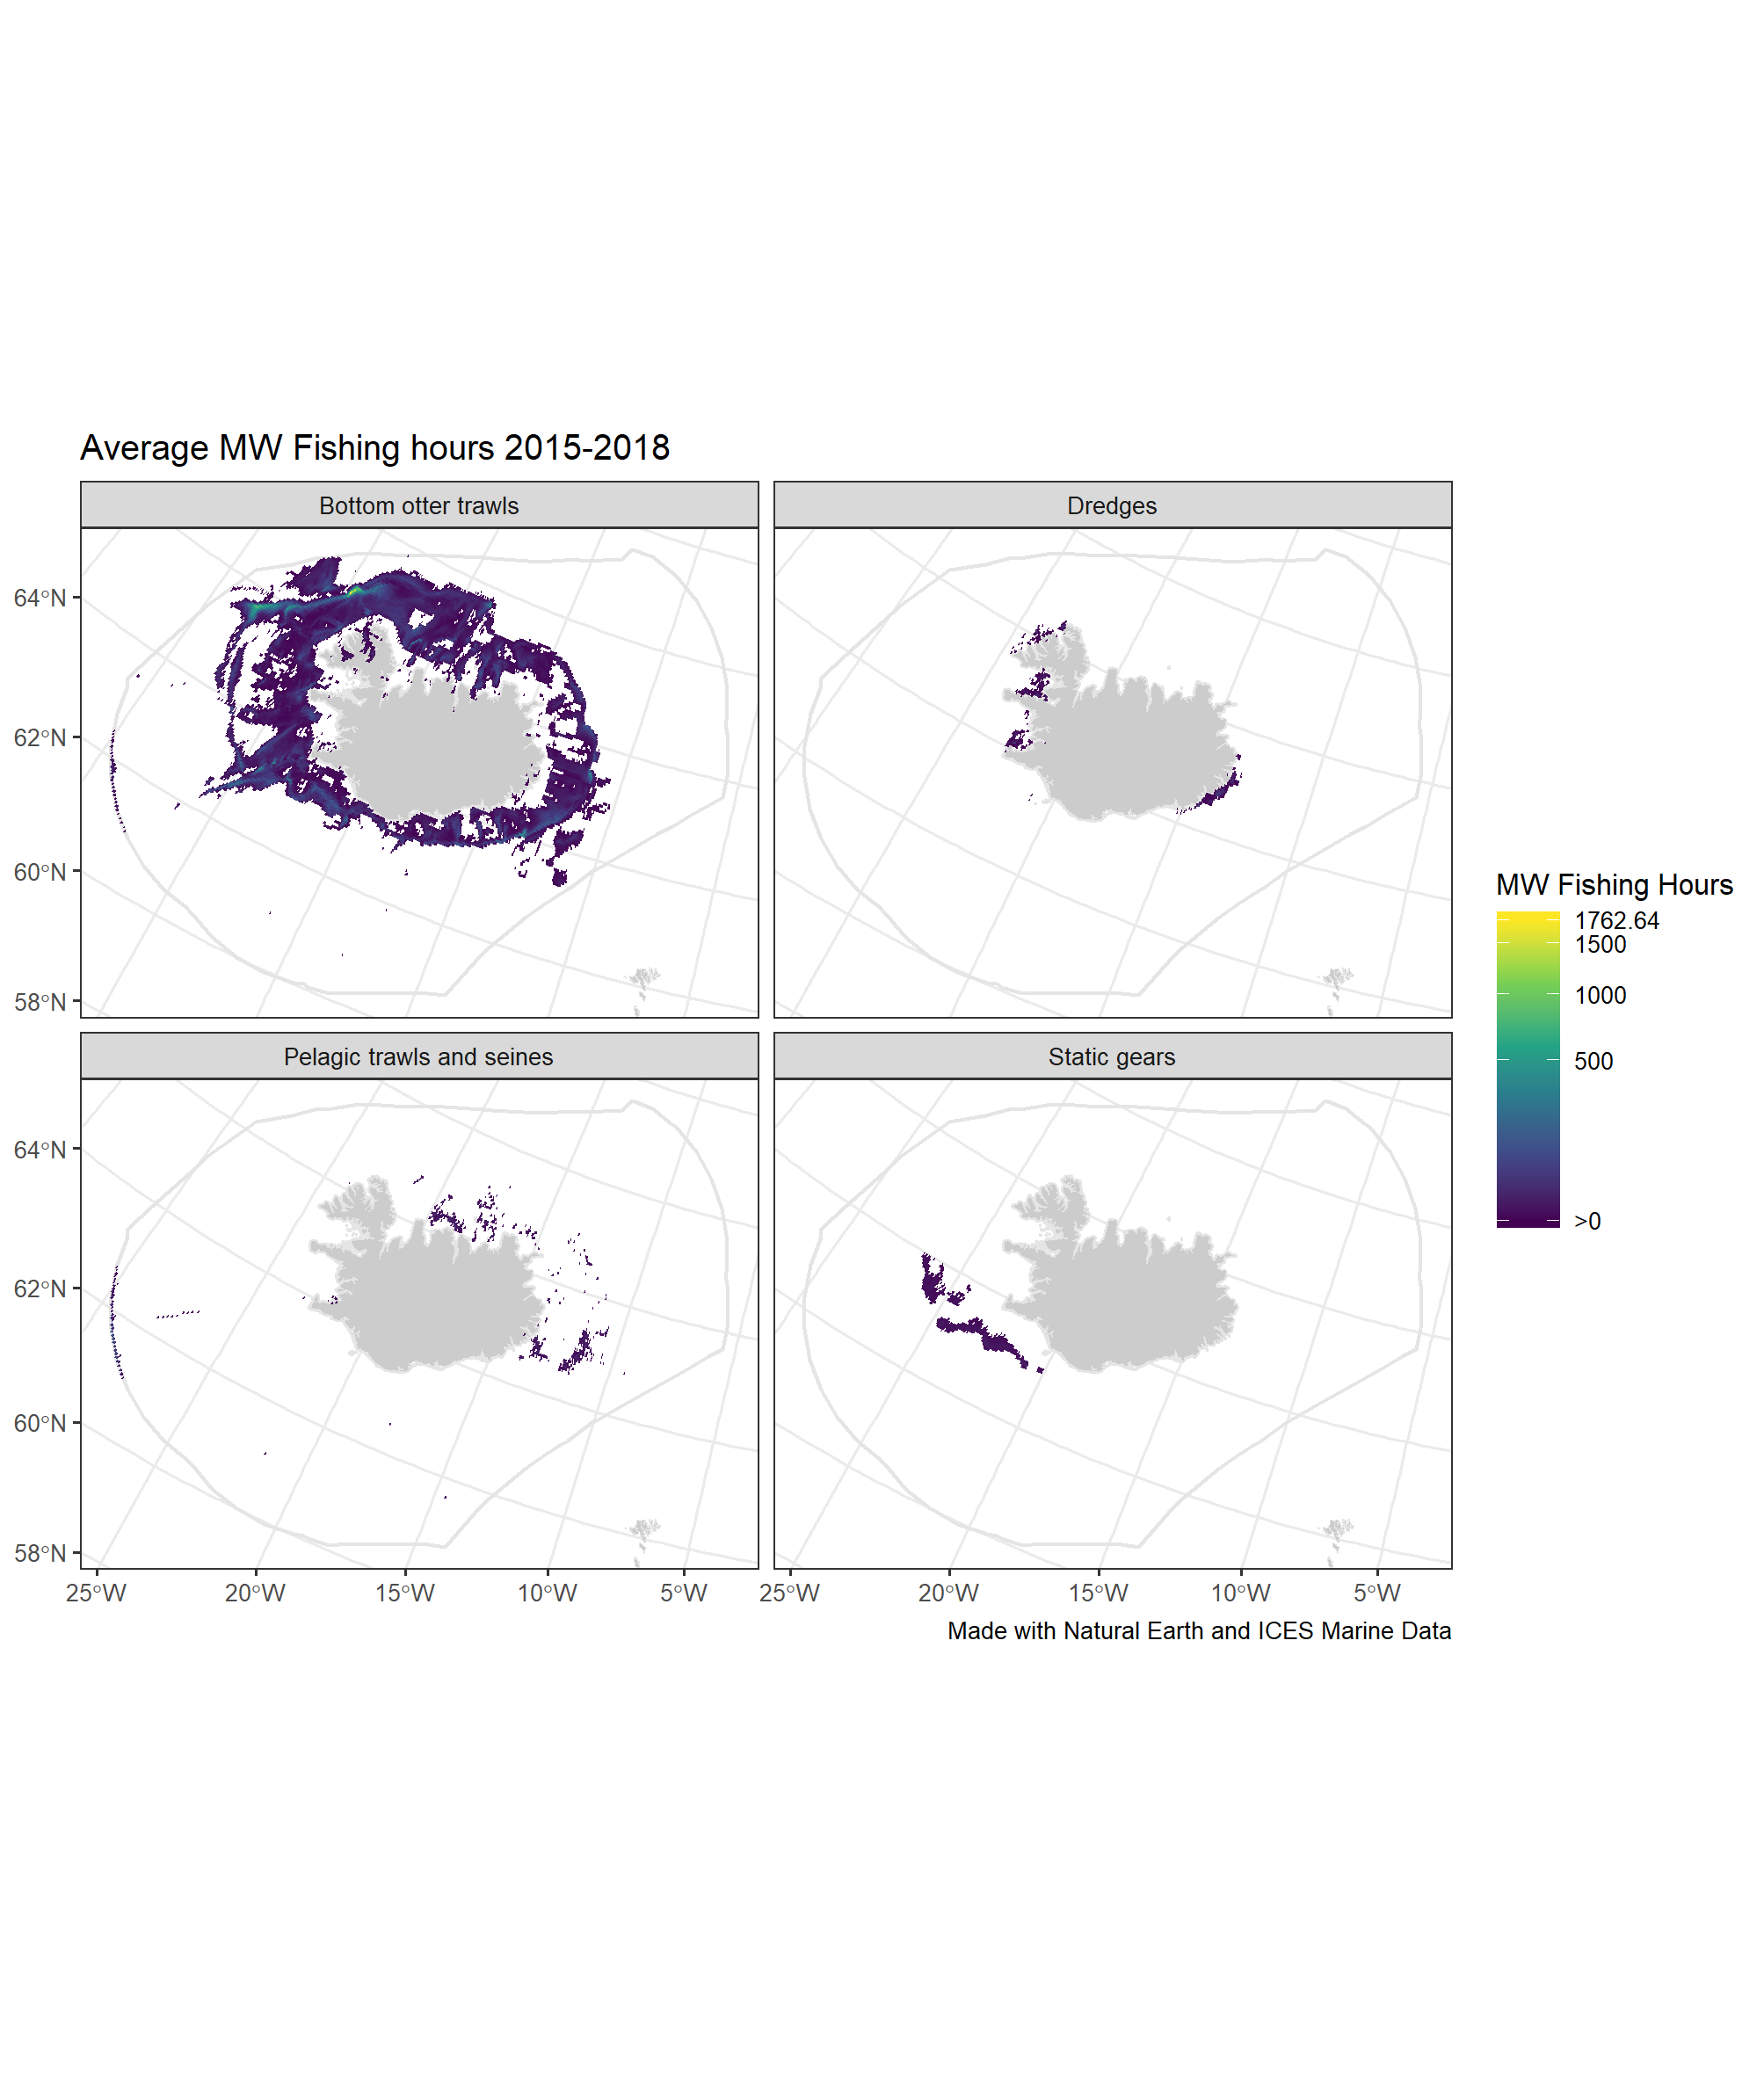 Average MW Fishing hours 2015-2018
Bottom otter trawls
Dredges
64°N
62°N
60°N
58°N
MW Fishing Hours
1762.64
1500
1000
500
>0
Pelagic trawls and seines
Static gears
64°N
62°N
60°N
58°N
25°W 20°W 15°W 10°W 5°W
25°W 20°W 15°W 10°W 5°W
Made with Natural Earth and ICES Marine Data